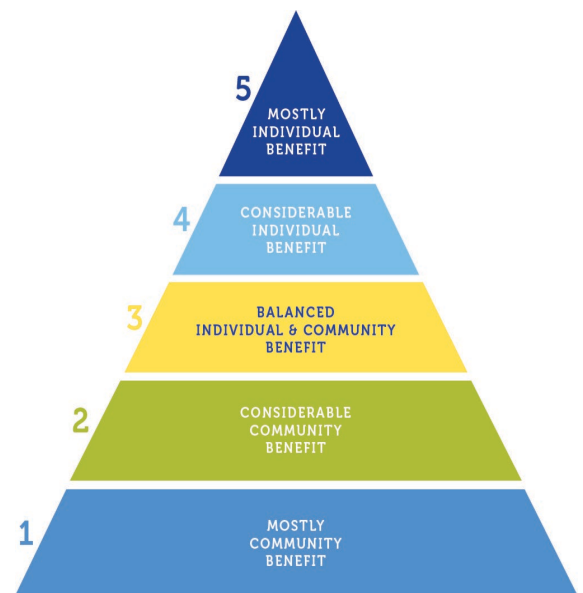 5
MOSTLY
INDIVIDUAL
BENEFIT
4
CONSIDERABLE
INDIVIDUAL
BENEFIT
3
BALANCED
INDIVIDUAL & COMMUNITY
BENEFIT
2
CONSIDERABLE
COMMUNITY
BENEFIT
1
MOSTLY
COMMUNITY
BENEFIT